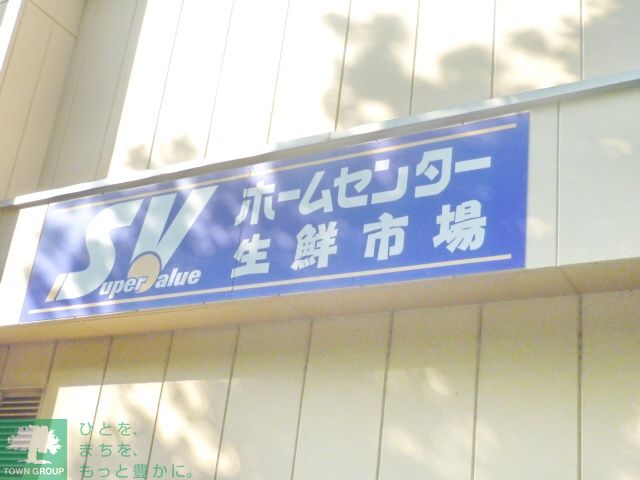 SV
Super Value
ホームセンター
生鮮市場
TOWN GROUP
ひとを、
まちを、
もっと豊かに。